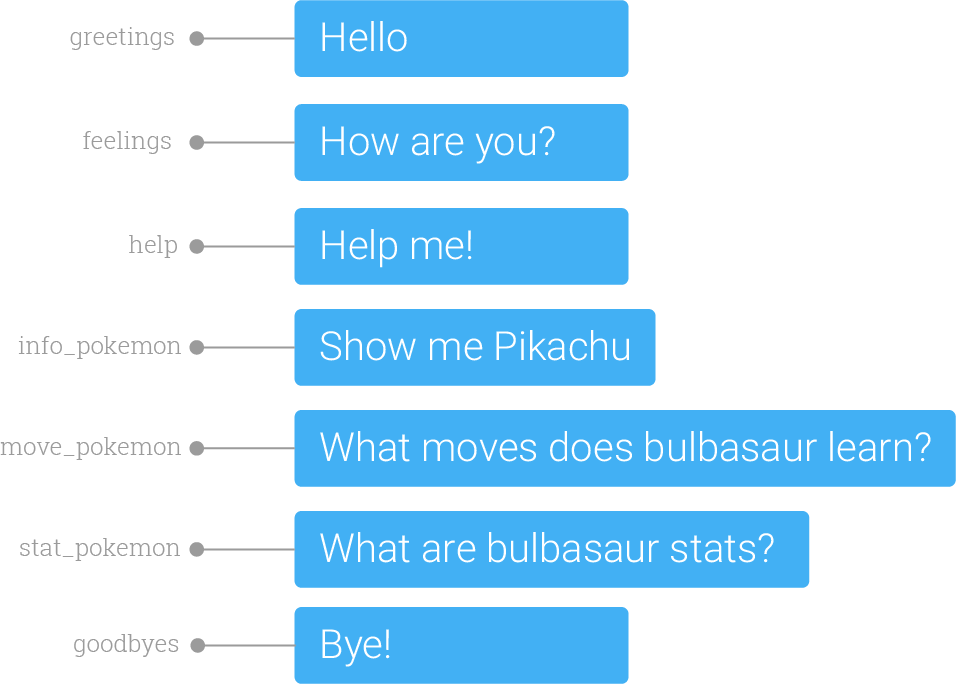 greetings Hello
feelings How are you?
help Help me!
info_pokemon Show me Pikachu
move_pokemon What moves does bulbasaur learn?
stat_pokemon What are bulbasaur stats?
goodbyes Bye!